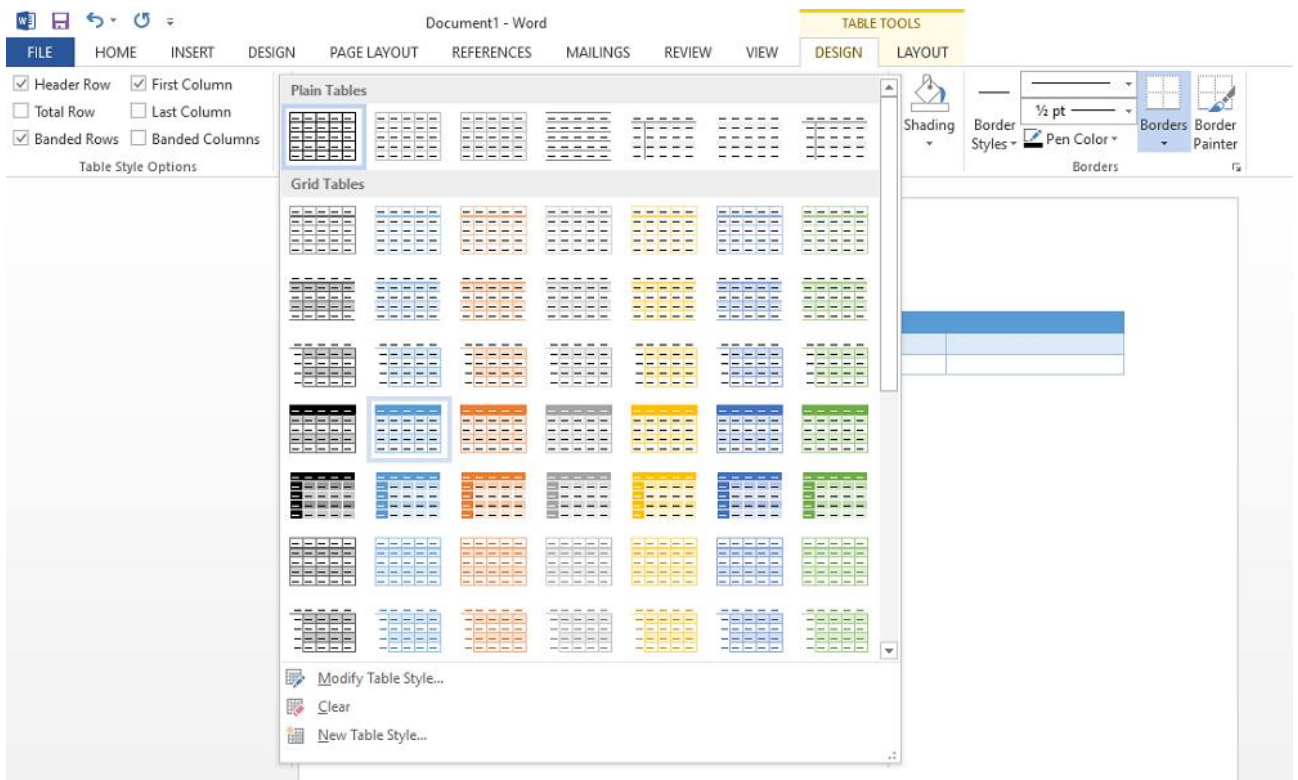 Document1 - Word
TABLE TOOLS
FILE HOME INSERT DESIGN PAGE LAYOUT REFERENCES MAILINGS REVIEW VIEW DESIGN LAYOUT
Header Row First Column
Total Row Last Column
Banded Rows Banded Columns
Table Style Options
Plain Tables
Grid Tables
Modify Table Style...
Clear
New Table Style...
Shading
Border
Styles
½ pt
Pen Color
Borders
Border
Painter
Borders